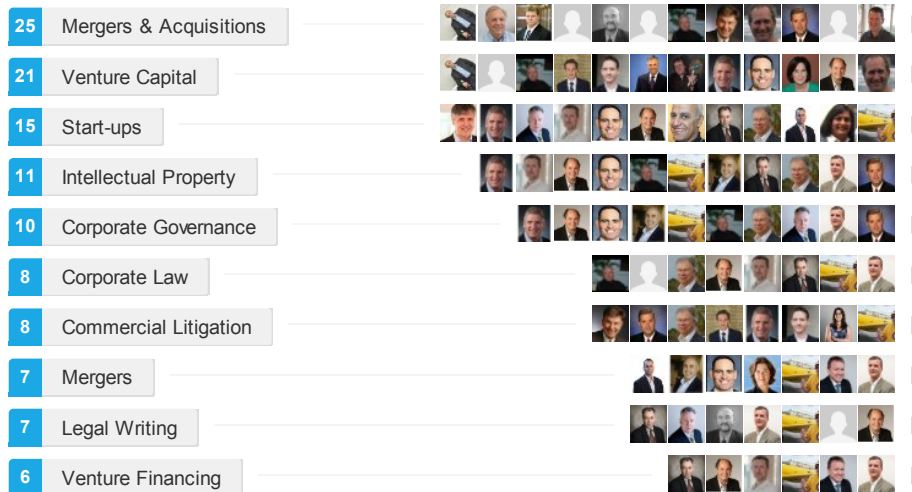 25 Mergers & Acquisitions
21 Venture Capital
15 Start-ups
11 Intellectual Property
10 Corporate Governance
8 Corporate Law
8 Commercial Litigation
7 Mergers
7 Legal Writing
6 Venture Financing